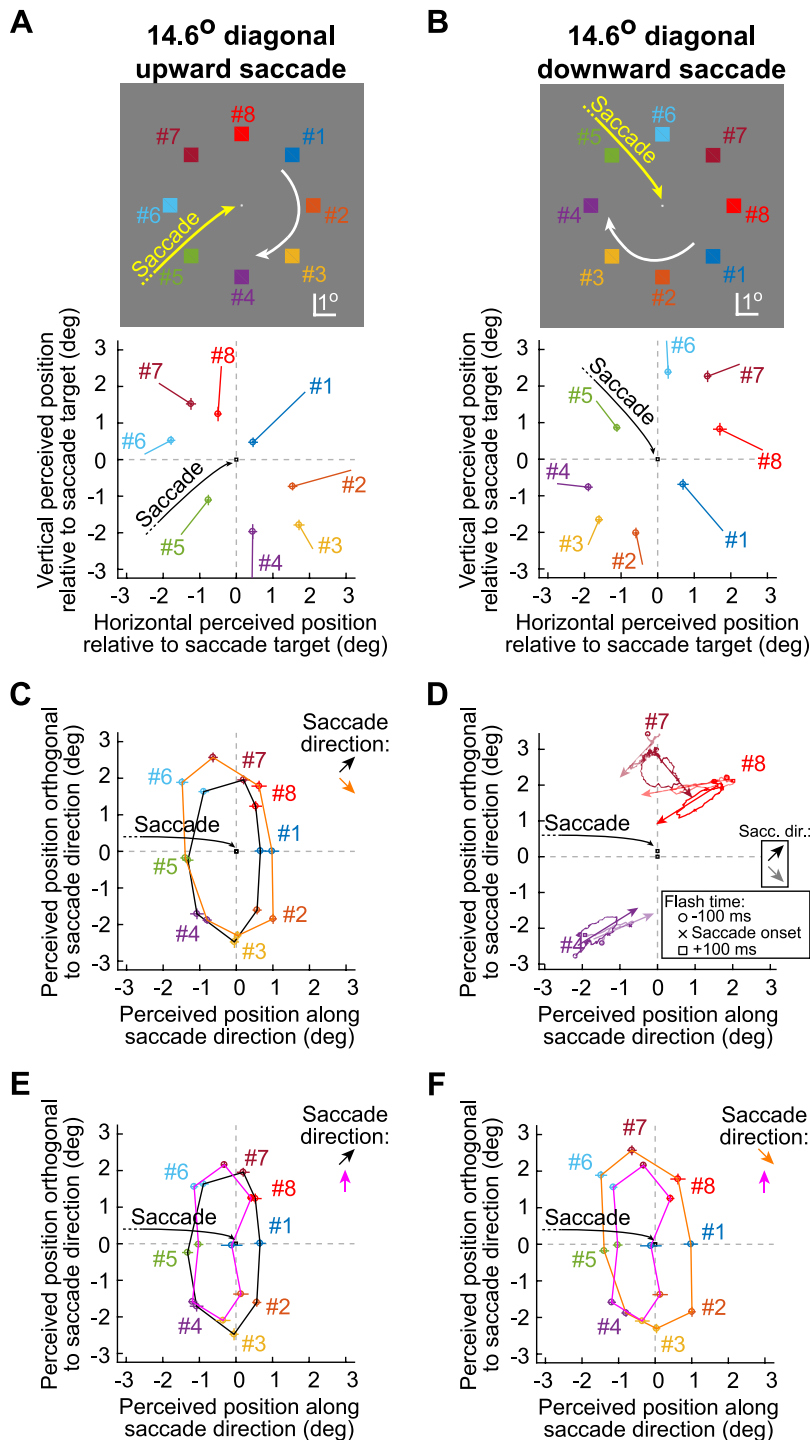 A
14.6o diagonal
upward saccade
#8
#7
#1
#6
#2
Saccade
#5
#3
#4
1o
Vertical perceived position
relative to saccade target (deg)
3
2
1
0
-1
-2
-3
#7
#8
#1
#6
#2
Saccade
#5
#4
#3
-3 -2 -1 0 1 2 3
Horizontal perceived position
relative to saccade target (deg)
B
14.6o diagonal
downward saccade
Saccade
#6
#5
#7
#4
#8
#3
#1
#2
1o
Vertical perceived position
relative to saccade target (deg)
3
2
1
0
-1
-2
-3
#6
#7
Saccade
#5
#8
#4
#3
#1
#2
-3 -2 -1 0 1 2 3
Horizontal perceived position
relative to saccade target (deg)
C
Perceived position orthogonal
to saccade direction (deg)
3
2
1
0
-1
-2
-3
Saccade
direction:
#7
#6
#8
Saccade
#1
#5
#4
#2
#3
-3 -2 -1 0 1 2 3
Perceived position along
saccade direction (deg)
D
Perceived position orthogonal
to saccade direction (deg)
3
2
1
0
-1
-2
-3
#7
#8
Saccade
Sacc. dir.:
Flash time:
-100 ms
Saccade onset
+100 ms
#4
-3 -2 -1 0 1 2 3
Perceived position along
saccade direction (deg)
E
Perceived position orthogonal
to saccade direction (deg)
3
2
1
0
-1
-2
-3
Saccade
direction:
#7
#6
#8
Saccade
#1
#5
#2
#4
#3
-3 -2 -1 0 1 2 3
Perceived position along
saccade direction (deg)
F
Perceived position orthogonal
to saccade direction (deg)
3
2
1
0
-1
-2
-3
Saccade
direction:
#7
#6
#8
Saccade
#1
#5
#2
#4
#3
-3 -2 -1 0 1 2 3
Perceived position along
saccade direction (deg)